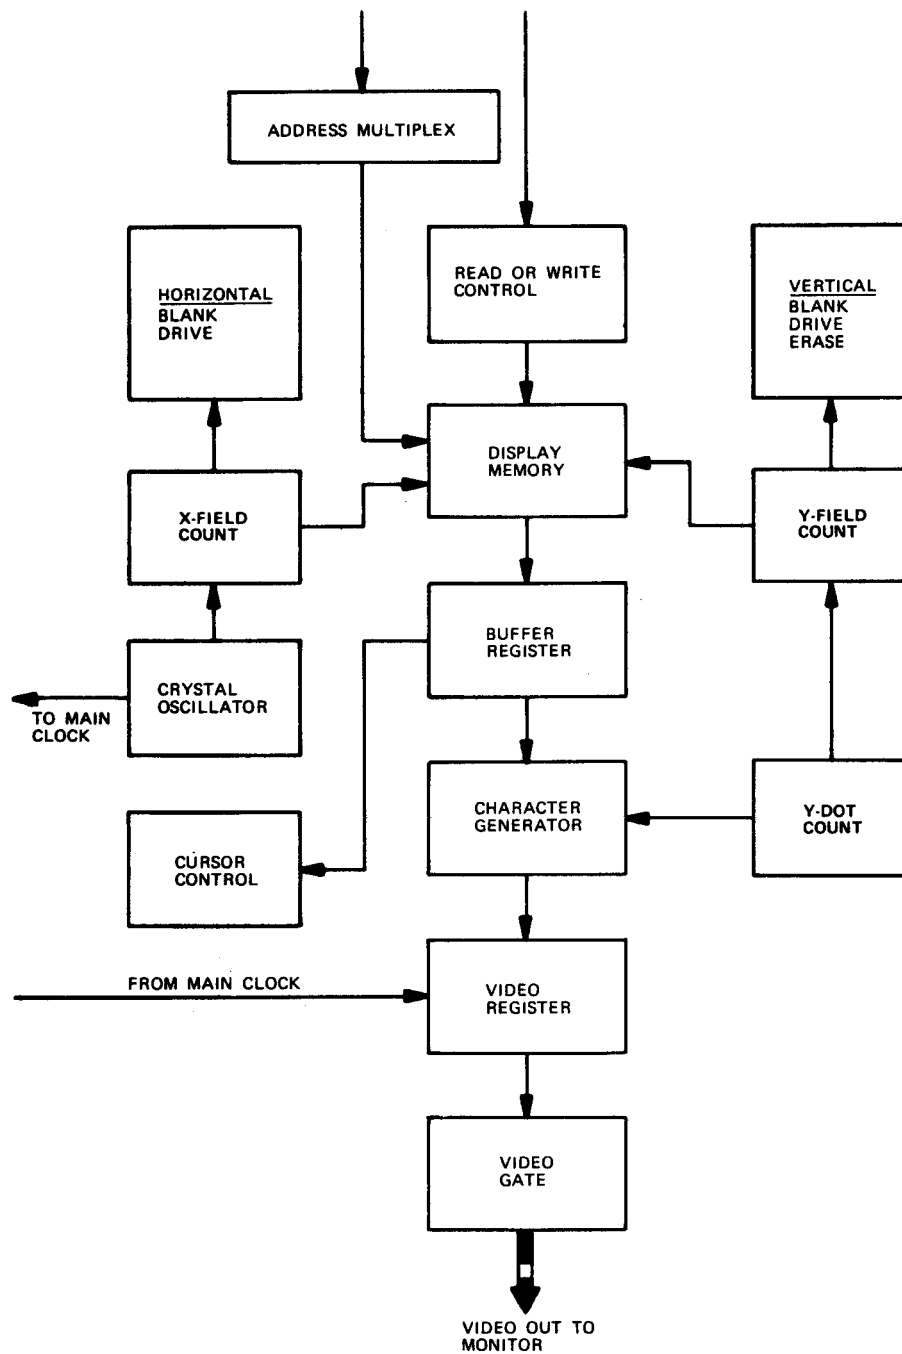 ADDRESS MULTIPLEX
HORIZONTAL
BLANK
DRIVE
READ OR WRITE
CONTROL
VERTICAL
BLANK
DRIVE
ERASE
DISPLAY
MEMORY
X-FIELD
COUNT
Y-FIELD
COUNT
BUFFER
REGISTER
CRYSTAL
OSCILLATOR
TO MAIN
CLOCK
CHARACTER
GENERATOR
Y-DOT
COUNT
CURSOR
CONTROL
FROM MAIN CLOCK
VIDEO
REGISTER
VIDEO
GATE
VIDEO OUT TO
MONITOR